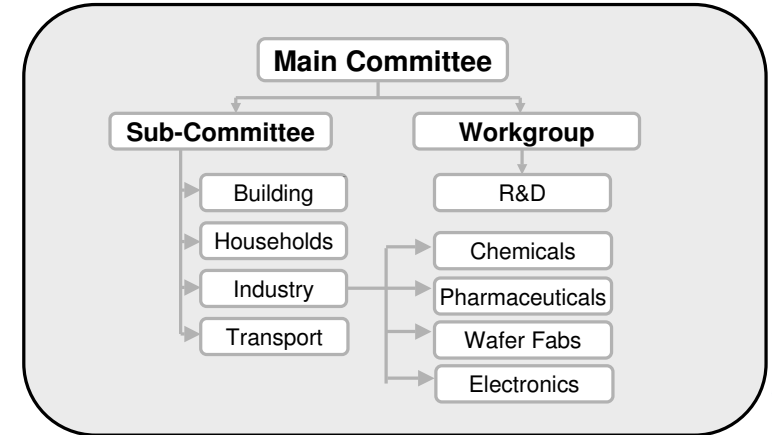 Main Committee
Sub-Committee
Workgroup
Building
R&D
Households
Chemicals
Industry
Pharmaceuticals
Transport
Wafer Fabs
Electronics